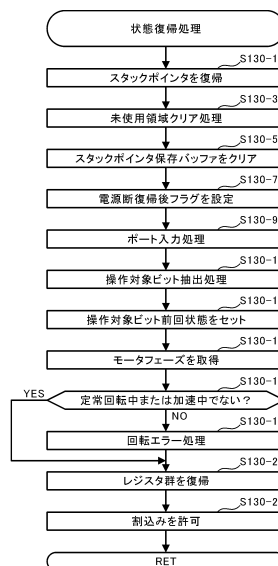 状態復帰処理
S130-1
スタックポインタを復帰
S130-3
未使用領域クリア処理
S130-5
スタックポインタ保存バッファをクリア
S130-7
電源断復帰後フラグを設定
S130-9
ポート入力処理
S130-1
操作対象ビット抽出処理
S130-1
操作対象ビット前回状態をセット
S130-1
モータフェーズを取得
S130-1
YES
定常回転中または加速中でない？
NO
S130-1
回転エラー処理
S130-2
レジスタ群を復帰
S130-2
割込みを許可
RET